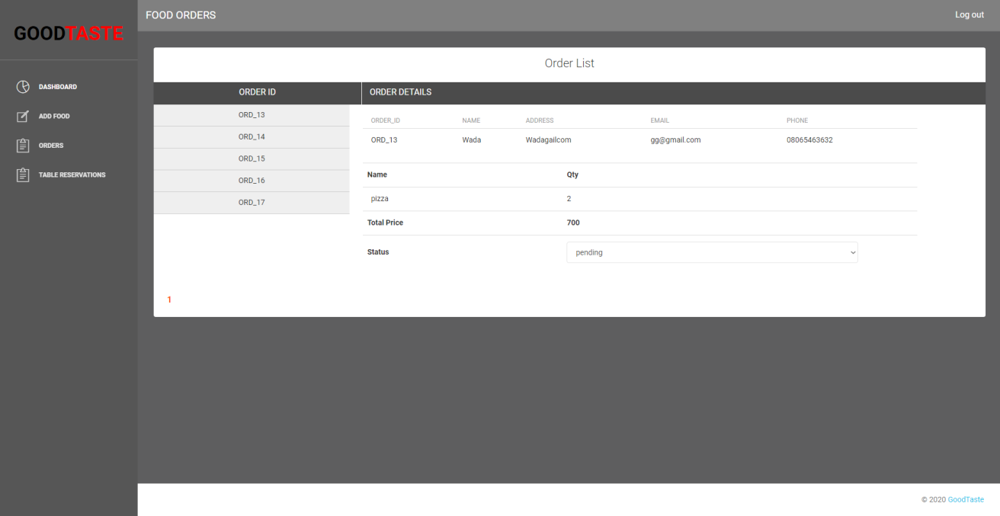 GOODTASTE
DASHBOARD
ADD FOOD
ORDERS
TABLE RESERVATIONS
FOOD ORDERS
Log out
Order List
ORDER ID
ORDER DETAILS
ORD_13
ORD_14
ORD_15
ORD_16
ORD_17
ORDER_ID NAME ADDRESS EMAIL PHONE
ORD_13 Wada Wadagailcom gg@gmail.com 08065463632
Name Qty
pizza 2
Total Price 700
Status pending
1
© 2020 GoodTaste